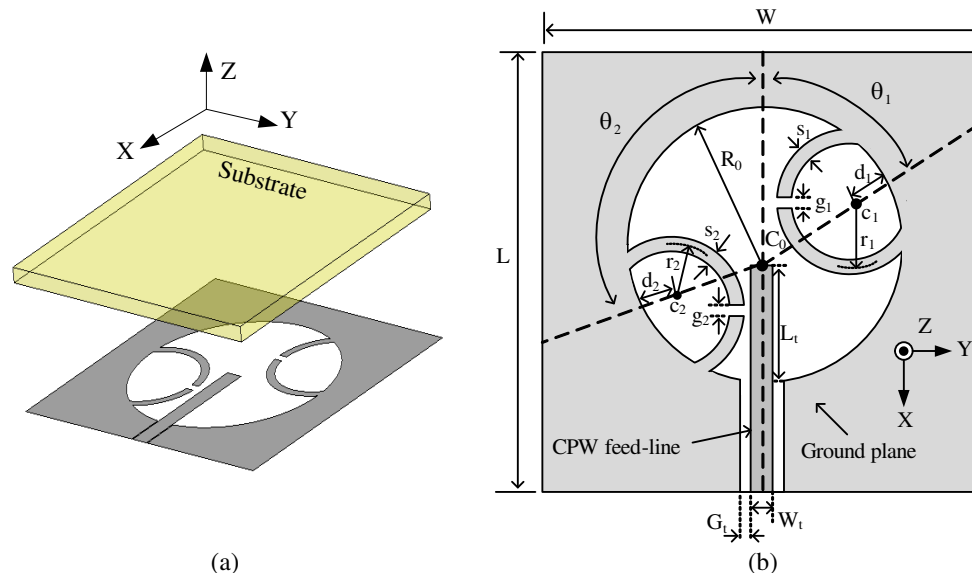 Z
X
Y
Substrate
(a)
W
L
θ₂
θ₁
R₀
s₁
d₁
g₁
c₁
r₁
C₀
s₂
r₂
d₂
c₂
g₂
Lₜ
Z
Y
X
CPW feed-line
Ground plane
Gₜ
Wₜ
(b)